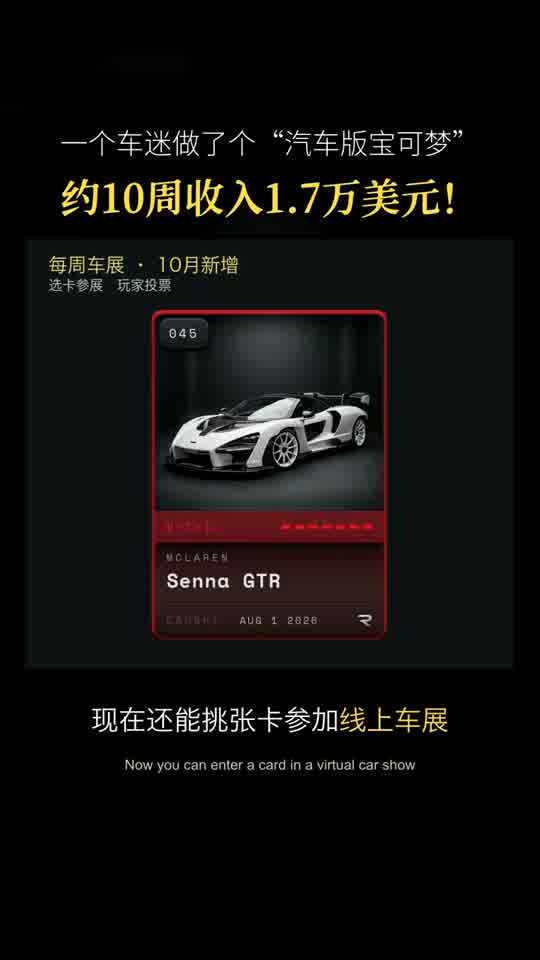 一个车迷做了个“汽车版宝可梦”
约10周收入1.7万美元！
每周车展 · 10月新增
选卡参展 玩家投票
045
MCLAREN
Senna GTR
CAUGHT AUG 1 2026
现在还能挑张卡参加线上车展
Now you can enter a card in a virtual car show